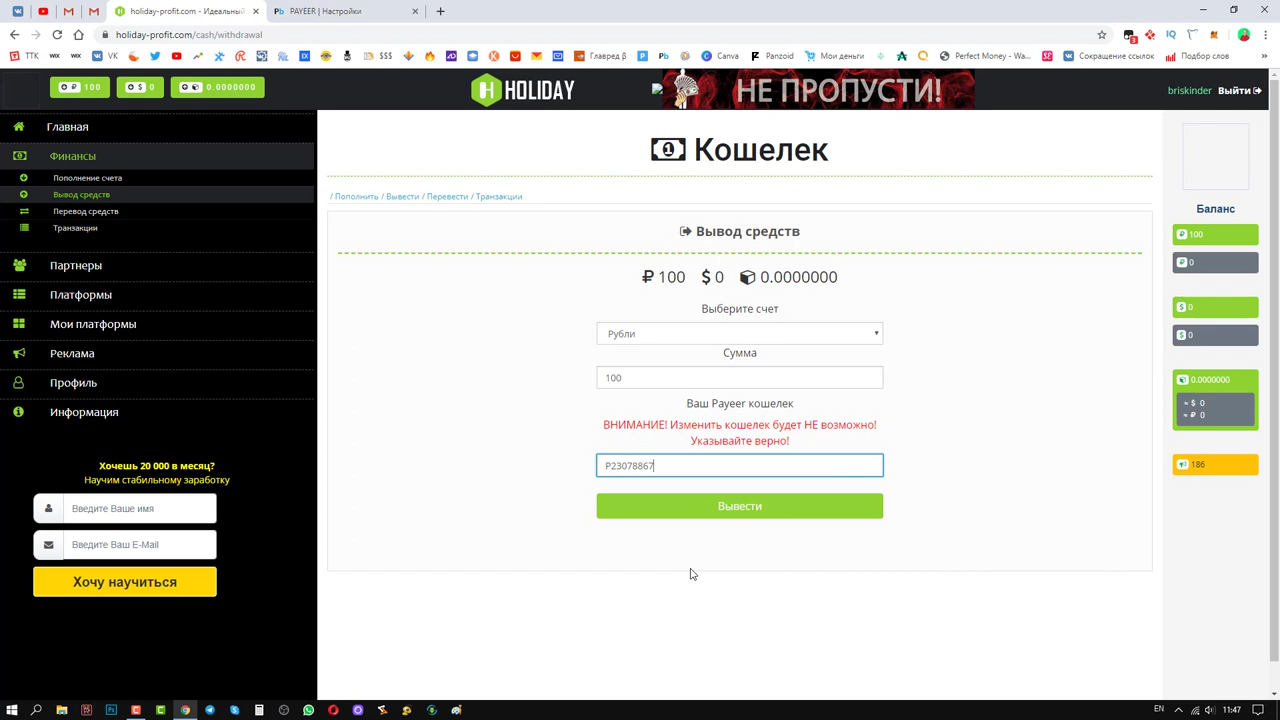 holiday-profit.com - Идеальный
PAYEER | Настройки
holiday-profit.com/cash/withdrawal
ТТК
VK
$$$
Главред
Canva
Panzoid
Мои деньги
Perfect Money - Wa...
Сокращение ссылок
Подбор слов
100
$ 0
0.0000000
HOLIDAY
НЕ ПРОПУСТИ!
briskinder Выйти
Главная
Финансы
Пополнение счета
Вывод средств
Перевод средств
Транзакции
Партнеры
Платформы
Мои платформы
Реклама
Профиль
Информация
Хочешь 20 000 в месяц?
Научим стабильному заработку
Введите Ваше имя
Введите Ваш E-Mail
Хочу научиться
Кошелек
/ Пополнить / Вывести / Перевести / Транзакции
Вывод средств
₽ 100 $ 0 0.0000000
Выберите счет
Рубли
Сумма
100
Ваш Payeer кошелек
ВНИМАНИЕ! Изменить кошелек будет НЕ возможно!
Указывайте верно!
P23078867
Вывести
Баланс
₽ 100
₽ 0
$ 0
$ 0
0.0000000
≈ $ 0
≈ ₽ 0
186
EN
11:47